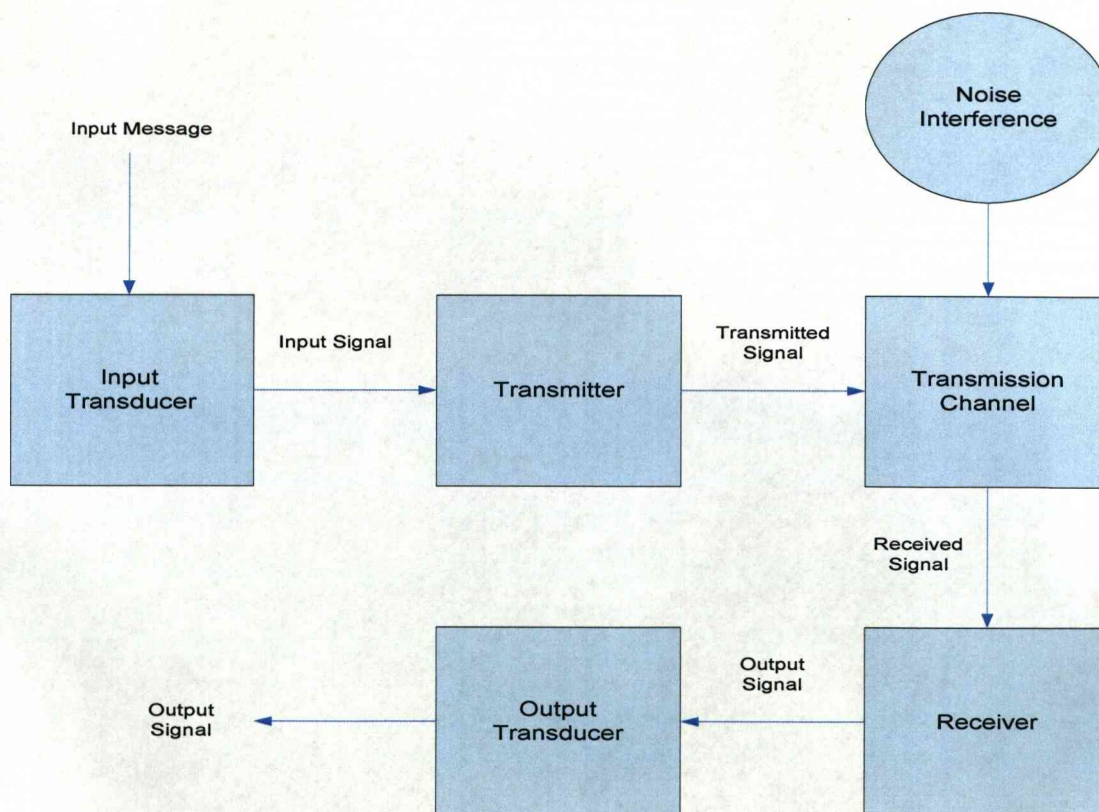 Noise
Interference
Input Message
Input
Transducer
Input Signal
Transmitter
Transmitted
Signal
Transmission
Channel
Received
Signal
Receiver
Output
Signal
Output
Transducer
Output
Signal